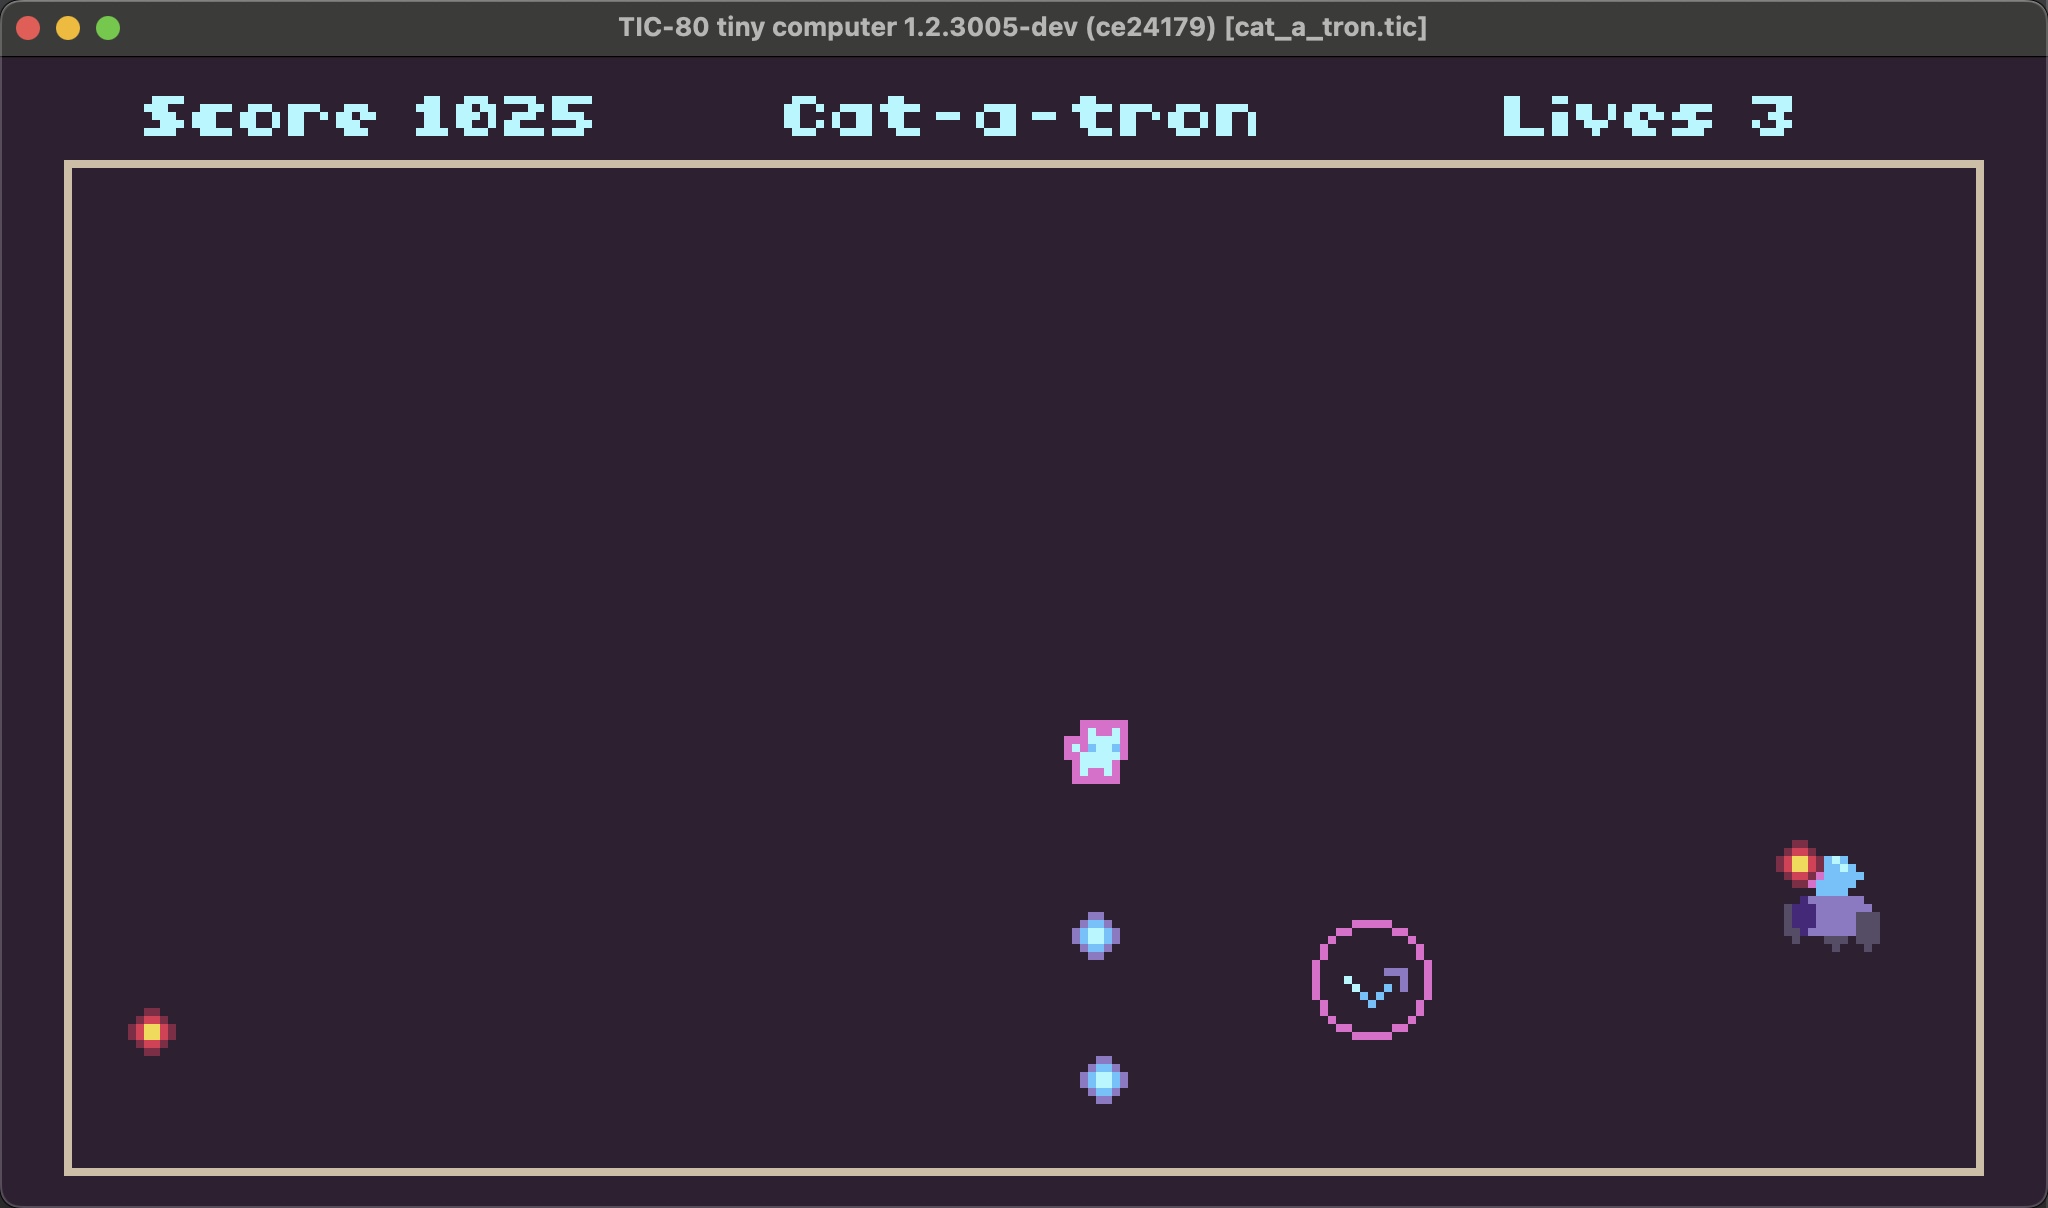 TIC-80 tiny computer 1.2.3005-dev (ce24179) [cat_a_tron.tic]
Score 1025 Cat-a-tron Lives 3